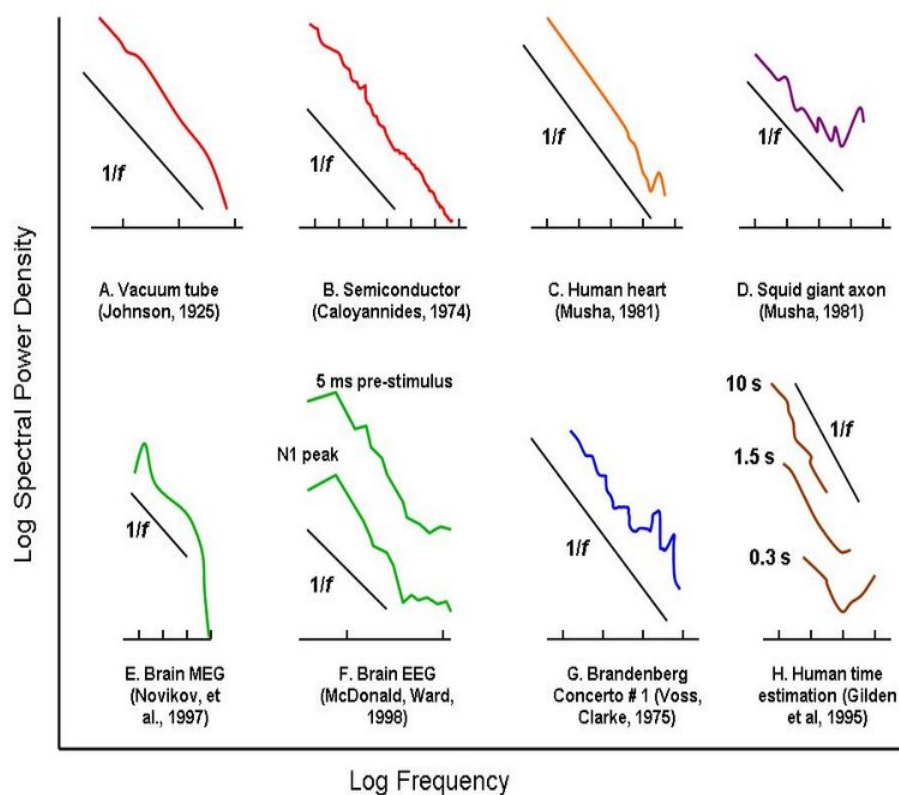 Log Spectral Power Density
1/f
1/f
1/f
1/f
A. Vacuum tube
(Johnson, 1925)
B. Semiconductor
(Caloyannides, 1974)
C. Human heart
(Musha, 1981)
D. Squid giant axon
(Musha, 1981)
1/f
5 ms pre-stimulus
N1 peak
1/f
1/f
10 s
1.5 s
0.3 s
1/f
E. Brain MEG
(Novikov, et
al., 1997)
F. Brain EEG
(McDonald, Ward,
1998)
G. Brandenberg
Concerto # 1 (Voss,
Clarke, 1975)
H. Human time
estimation (Gilden
et al, 1995)
Log Frequency